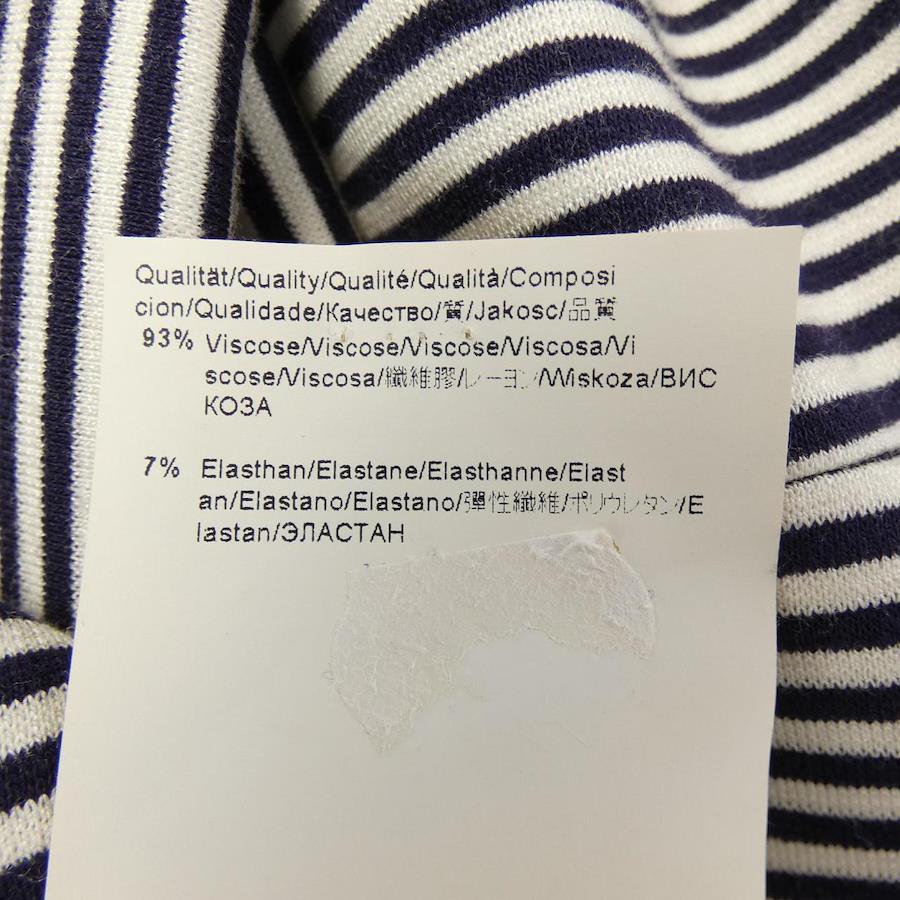 Qualität/Quality/Qualité/Qualità/Composi
cion/Qualidade/Качество/質/Jakosc/品質
93% Viscose/Viscose/Viscose/Viscosa/Vi
scose/Viscosa/纖維膠/レーヨン/Wiskoza/ВИС
КОЗА
7% Elasthan/Elastane/Elasthanne/Elast
an/Elastano/Elastano/彈性纖維/ポリウレタン/E
lastan/ЭЛАСТАН